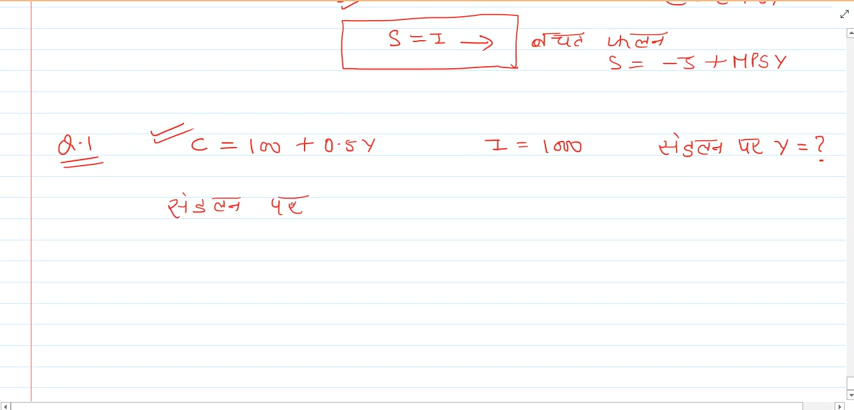 S = I → बचत फलन
S = -S + MPS Y
Q.1 C = 100 + 0.5Y I = 1000 संतुलन पर Y = ?
संतुलन पर